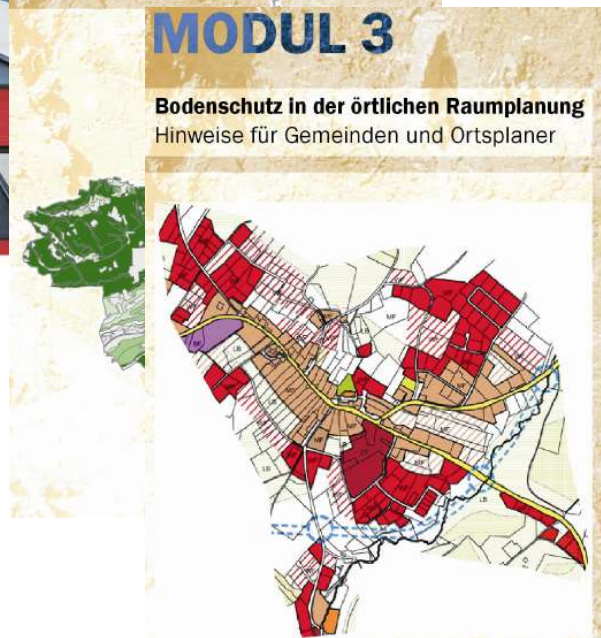 MODUL 3
Bodenschutz in der örtlichen Raumplanung
Hinweise für Gemeinden und Ortsplaner